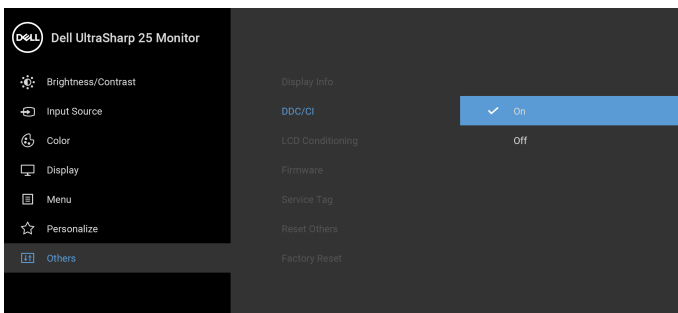 DELL Dell UltraSharp 25 Monitor
Brightness/Contrast
Display Info
Input Source
DDC/CI
On
Color
LCD Conditioning
Off
Display
Firmware
Menu
Service Tag
Personalize
Reset Others
Others
Factory Reset